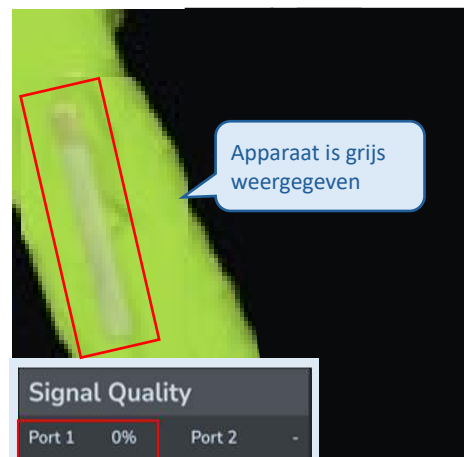 Apparaat is grijs
weergegeven
Signal Quality
Port 1 0% Port 2 -